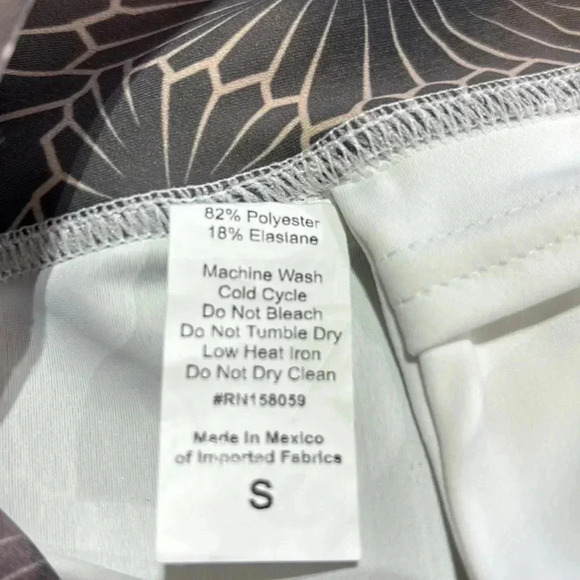 82% Polyester
18% Elastane
Machine Wash
Cold Cycle
Do Not Bleach
Do Not Tumble Dry
Low Heat Iron
Do Not Dry Clean
#RN158059
Made In Mexico
of Imported Fabrics
S